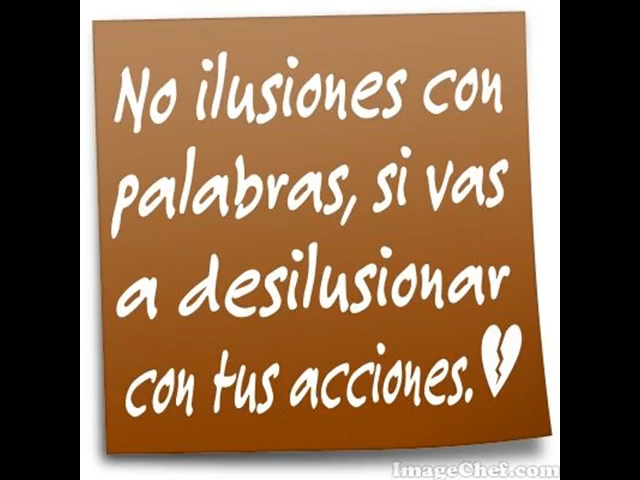 No ilusiones con
palabras, si vas
a desilusionar
con tus acciones.
ImageChef.com